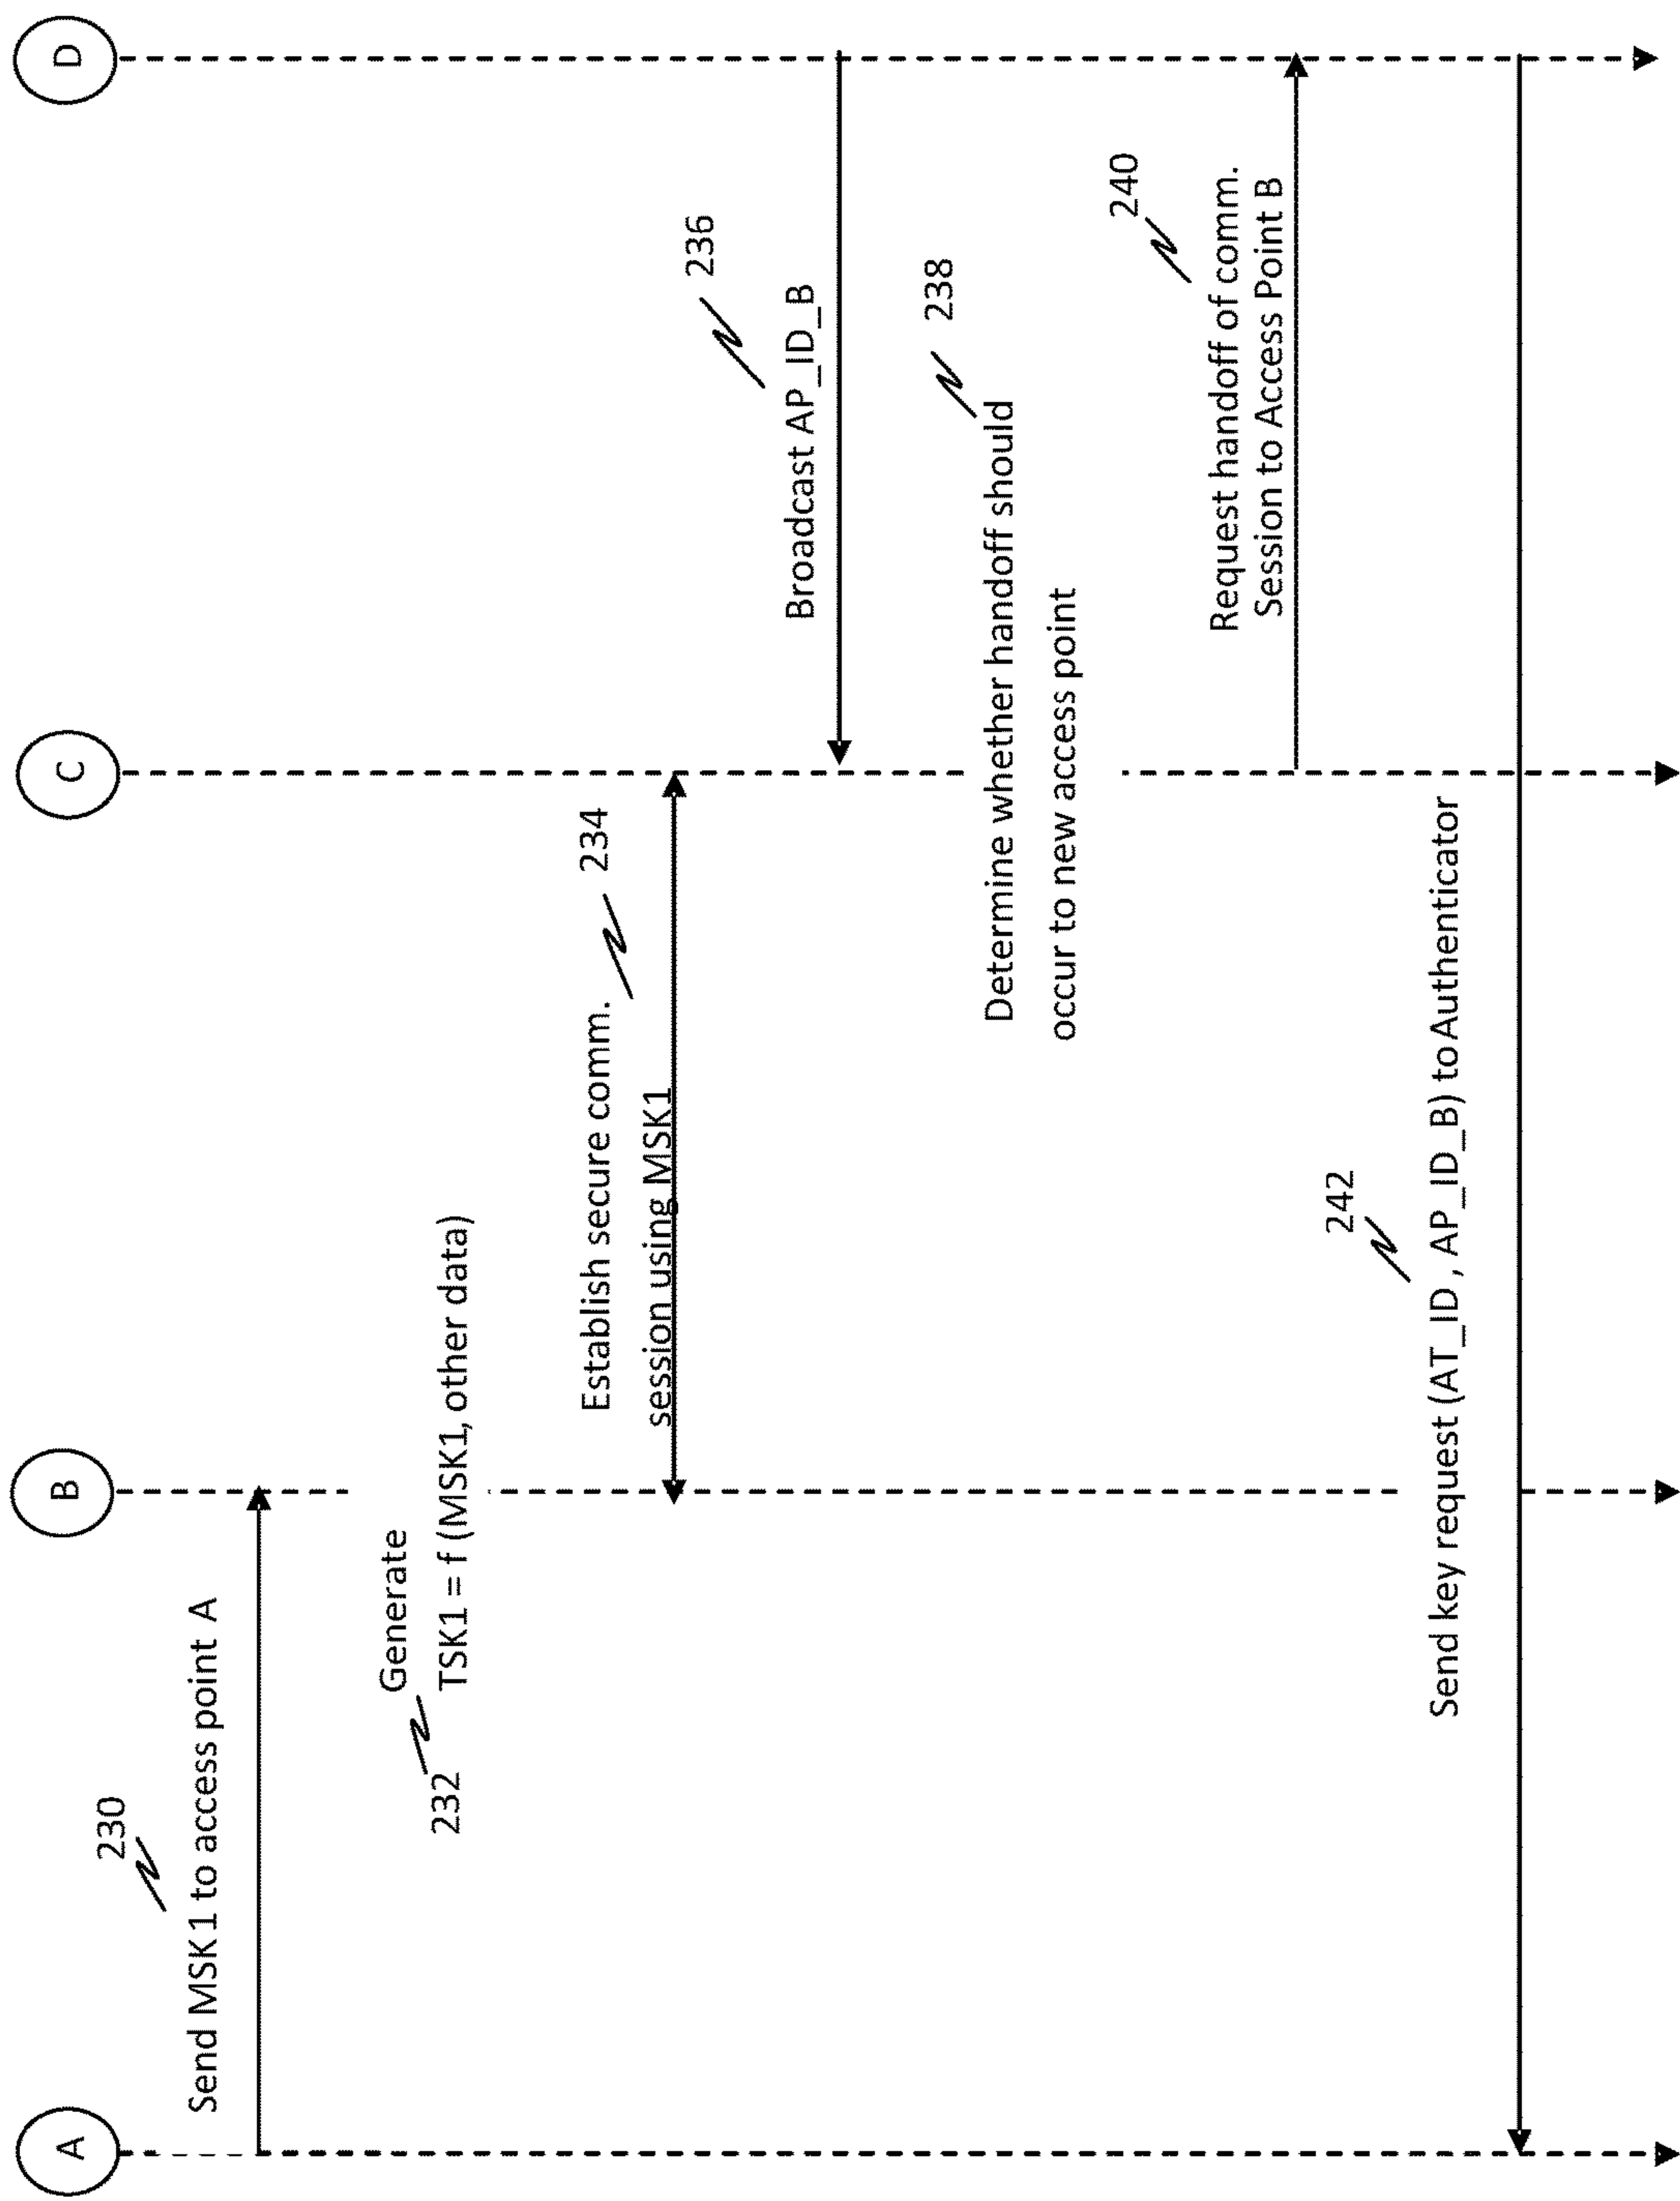 A
B
C
D
230
Send MSK1 to access point A
Generate
232
TSK1 = f (MSK1, other data)
Establish secure comm.
234
session using MSK1
236
Broadcast AP_ID_B
238
Determine whether handoff should
occur to new access point
240
Request handoff of comm.
Session to Access Point B
242
Send key request (AT_ID , AP_ID_B) to Authenticator